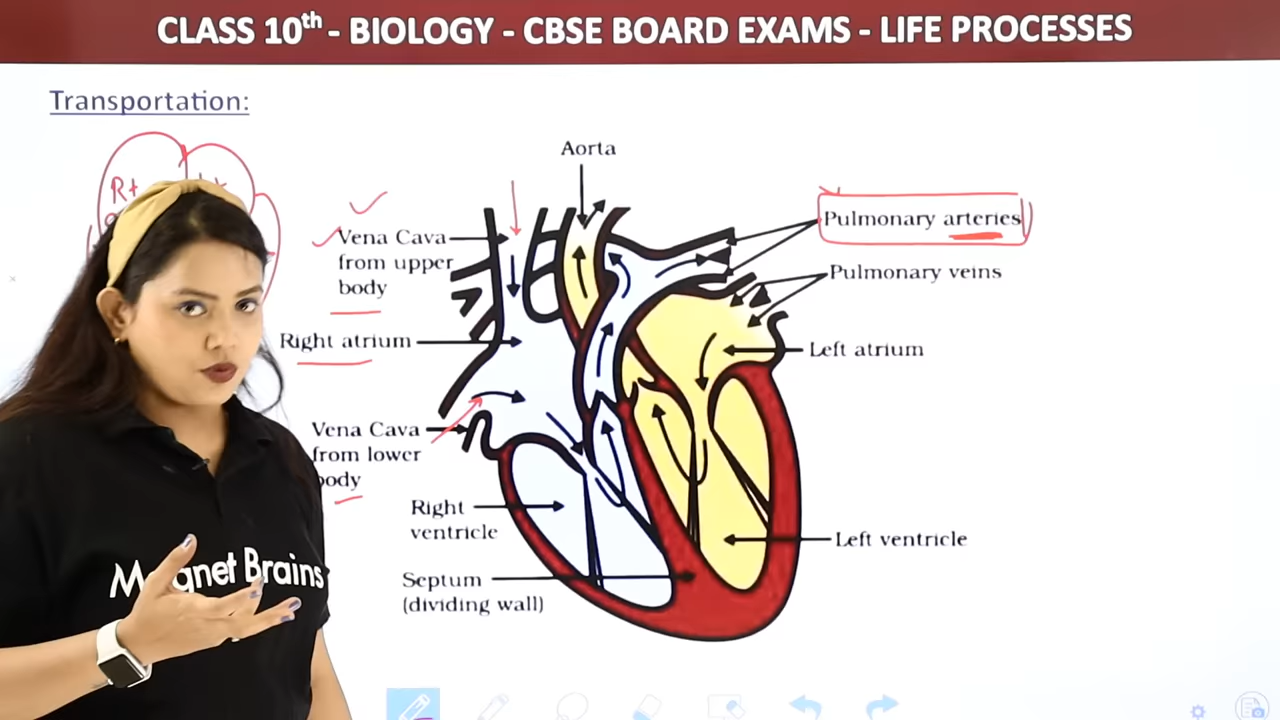 CLASS 10th - BIOLOGY - CBSE BOARD EXAMS - LIFE PROCESSES
Transportation:
Rt
Aorta
Vena Cava
from upper
body
Pulmonary arteries
Pulmonary veins
Right atrium
Left atrium
Vena Cava
from lower
body
Right
ventricle
Left ventricle
Septum
(dividing wall)
Magnet Brains